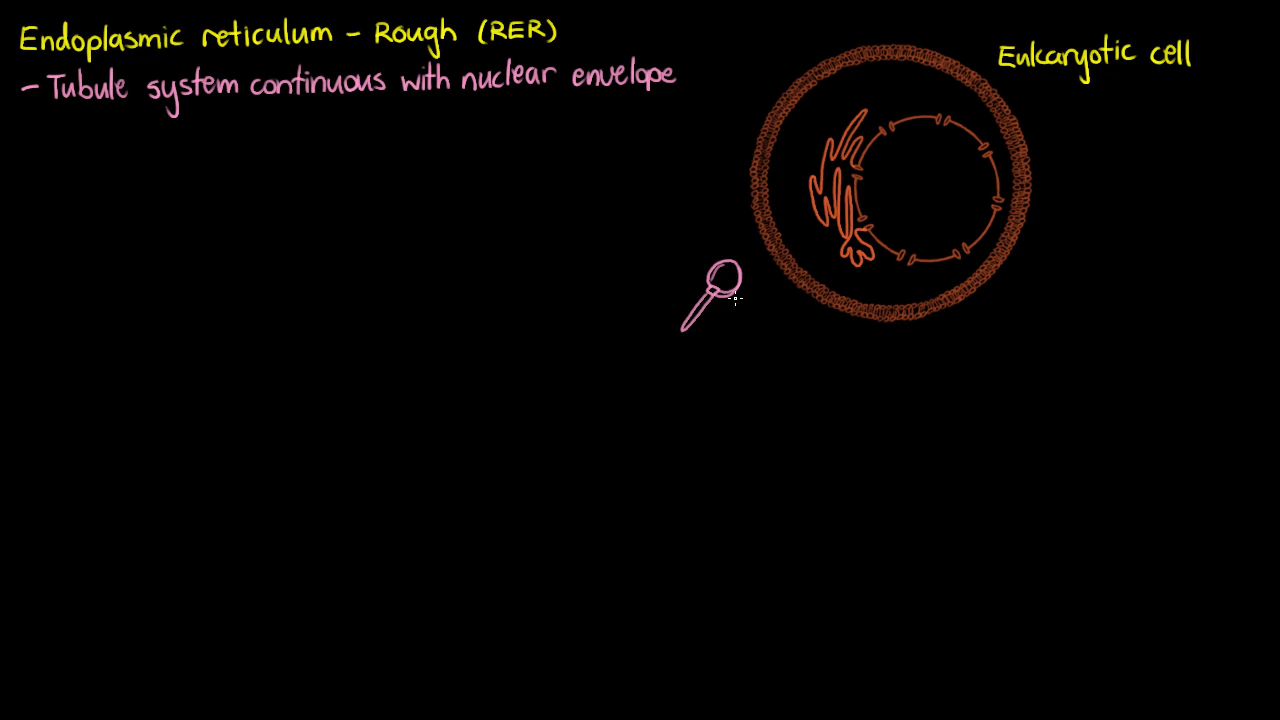 Endoplasmic reticulum - Rough (RER)
- Tubule system continuous with nuclear envelope
Eukaryotic cell